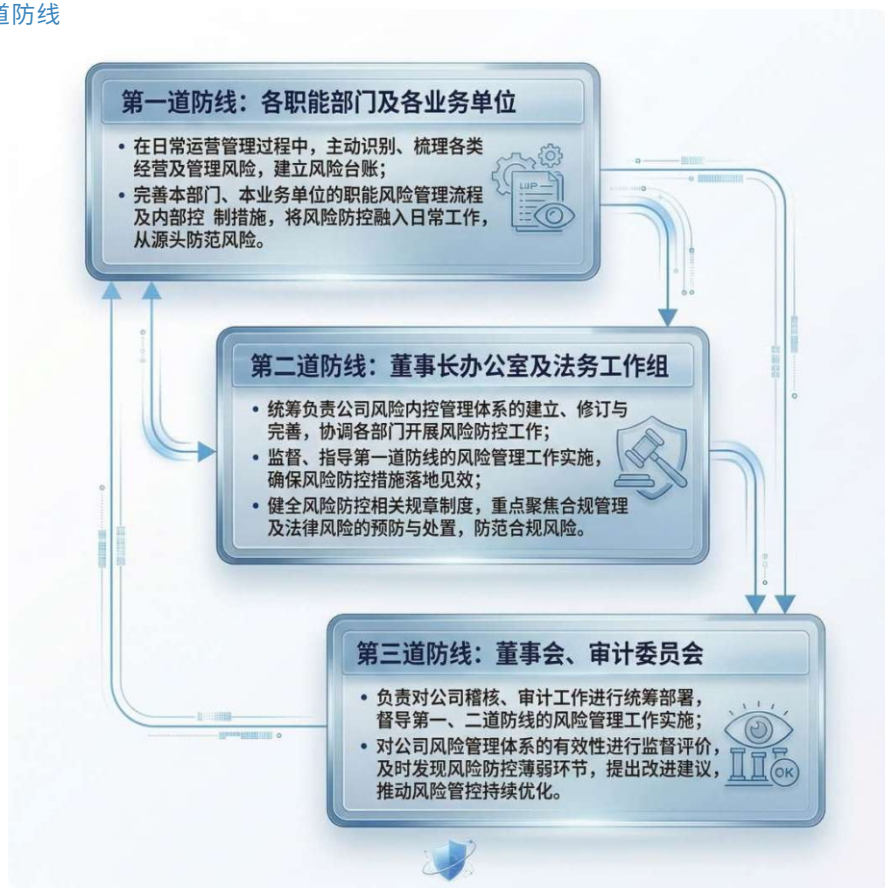 道防线
第一道防线：各职能部门及各业务单位
• 在日常运营管理过程中，主动识别、梳理各类
经营及管理风险，建立风险台账；
• 完善本部门、本业务单位的职能风险管理流程
及内部控 制措施，将风险防控融入日常工作，
从源头防范风险。
第二道防线：董事长办公室及法务工作组
• 统筹负责公司风险内控管理体系的建立、修订与
完善，协调各部门开展风险防控工作；
• 监督、指导第一道防线的风险管理工作实施，
确保风险防控措施落地见效；
• 健全风险防控相关规章制度，重点聚焦合规管理
及法律风险的预防与处置，防范合规风险。
第三道防线：董事会、审计委员会
• 负责对公司稽核、审计工作进行统筹部署，
督导第一、二道防线的风险管理工作实施；
• 对公司风险管理体系的有效性进行监督评价，
及时发现风险防控薄弱环节，提出改进建议，
推动风险管控持续优化。
OK